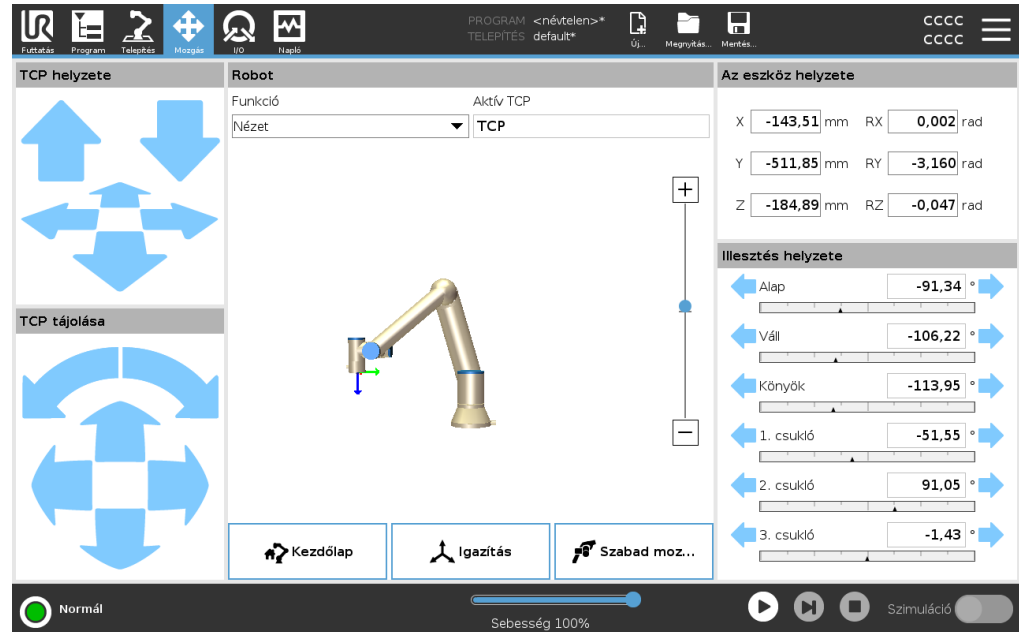 UR
Futtatás
Program
Telepítés
Mozgás
I/O
Napló
PROGRAM <névtelen>*
TELEPÍTÉS default*
Új...
Megnyitás...
Mentés...
CCCC
CCCC
TCP helyzete
Robot
Az eszköz helyzete
Funkció
Aktív TCP
Nézet
TCP
X -143,51 mm RX 0,002 rad
Y -511,85 mm RY -3,160 rad
Z -184,89 mm RZ -0,047 rad
Illesztés helyzete
Alap -91,34 °
TCP tájolása
Váll -106,22 °
Könyök -113,95 °
1. csukló -51,55 °
2. csukló 91,05 °
3. csukló -1,43 °
Kezdőlap
Igazítás
Szabad moz...
Normál
Sebesség 100%
Szimuláció